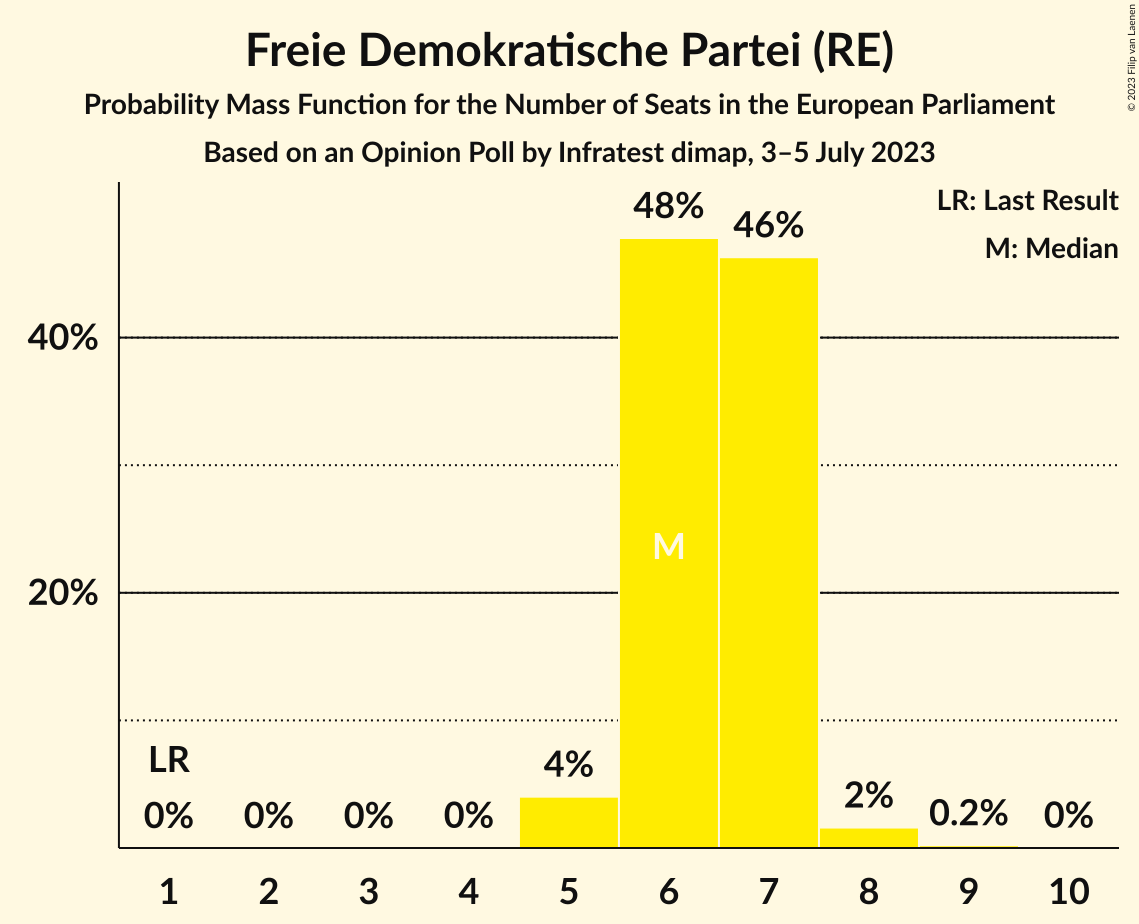 Freie Demokratische Partei (RE)
Probability Mass Function for the Number of Seats in the European Parliament
Based on an Opinion Poll by Infratest dimap, 3–5 July 2023
© 2023 Filip van Laenen
LR: Last Result
M: Median
48%
46%
40%
M
20%
LR
4%
2%
0%
0%
0%
0%
0.2%
0%
1 2 3 4 5 6 7 8 9 10